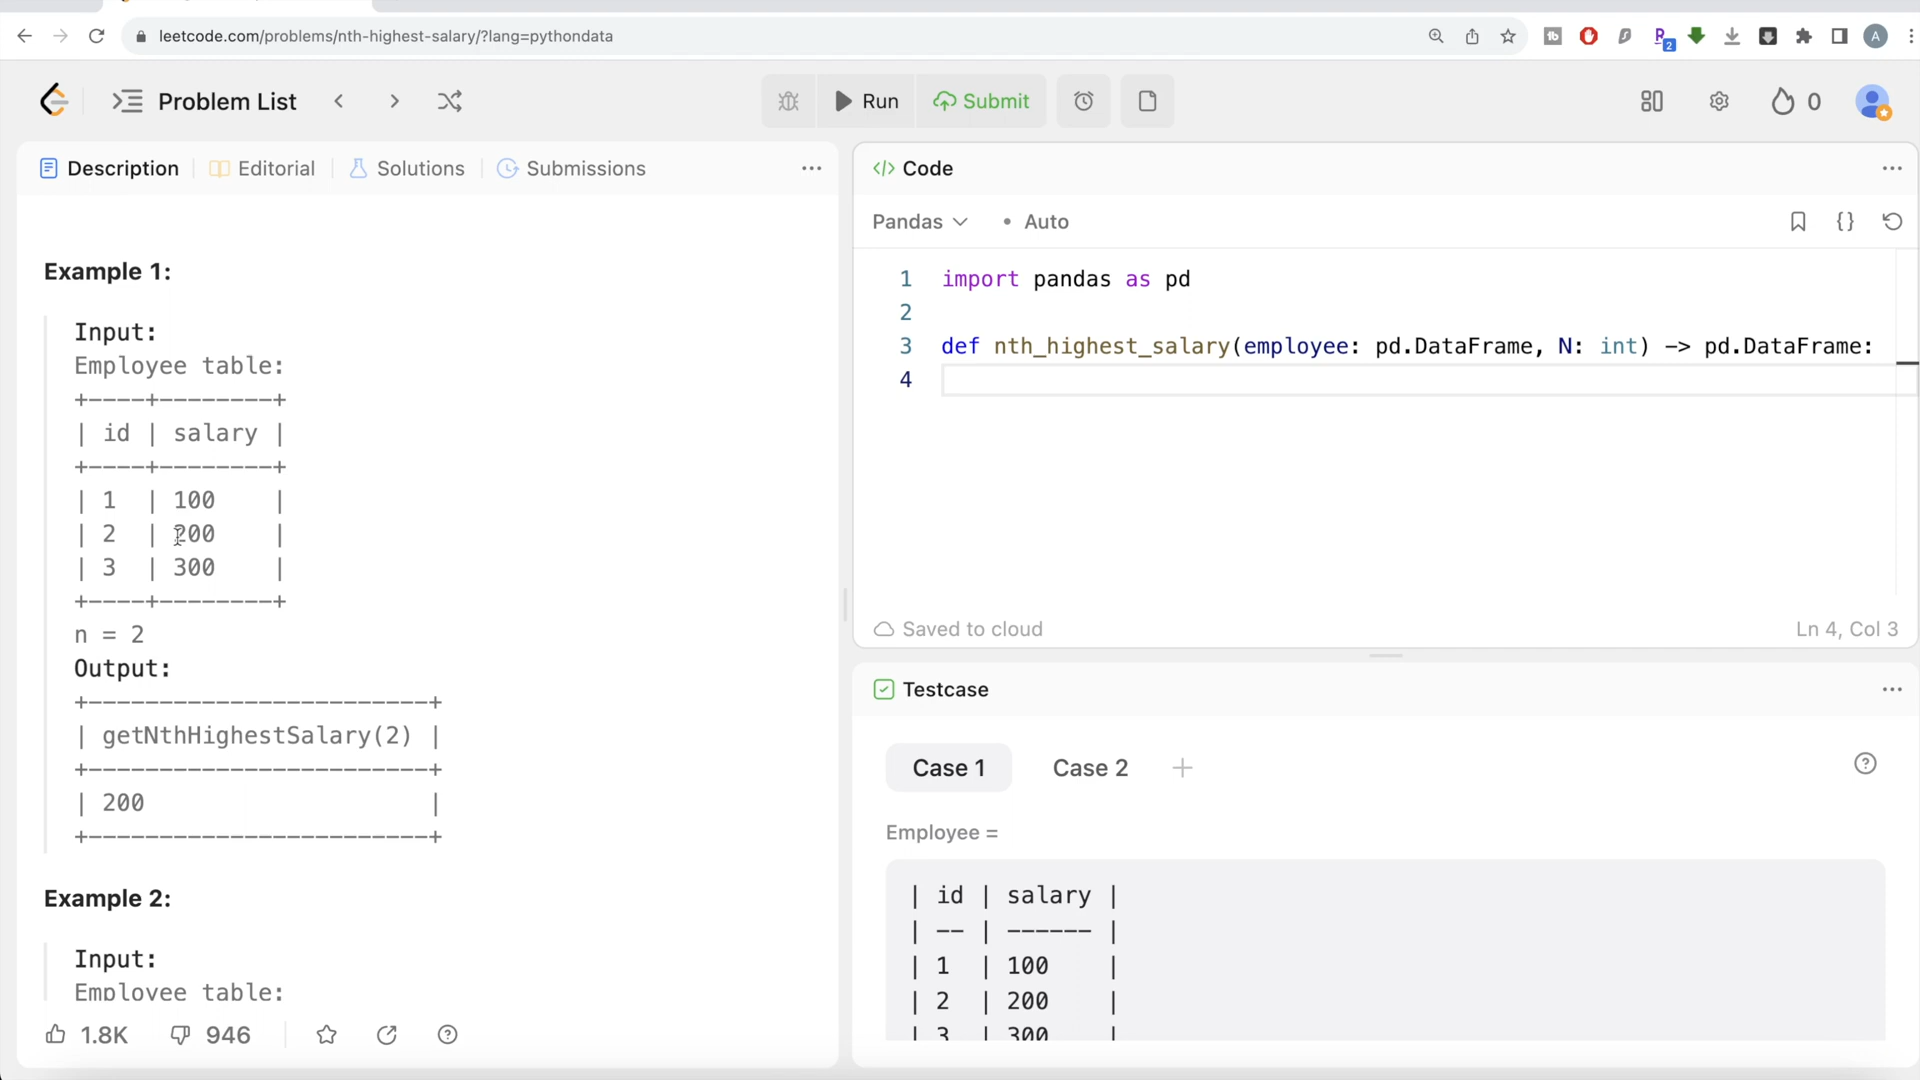 leetcode.com/problems/nth-highest-salary/?lang=pythondata
2
A
Problem List
Run
Submit
0
Description
Editorial
Solutions
Submissions
Example 1:
Input:
Employee table:
+----+--------+
| id | salary |
+----+--------+
| 1  | 100    |
| 2  | 200    |
| 3  | 300    |
+----+--------+
n = 2
Output:
+------------------------+
| getNthHighestSalary(2) |
+------------------------+
| 200                    |
+------------------------+
Example 2:
Input:
Employee table:
1.8K
946
</> Code
Pandas
• Auto
1 import pandas as pd
2
3 def nth_highest_salary(employee: pd.DataFrame, N: int) -> pd.DataFrame:
4
Saved to cloud
Ln 4, Col 3
Testcase
Case 1
Case 2
Employee =
| id | salary |
| -- | ------ |
| 1  | 100    |
| 2  | 200    |
| 3  | 300    |